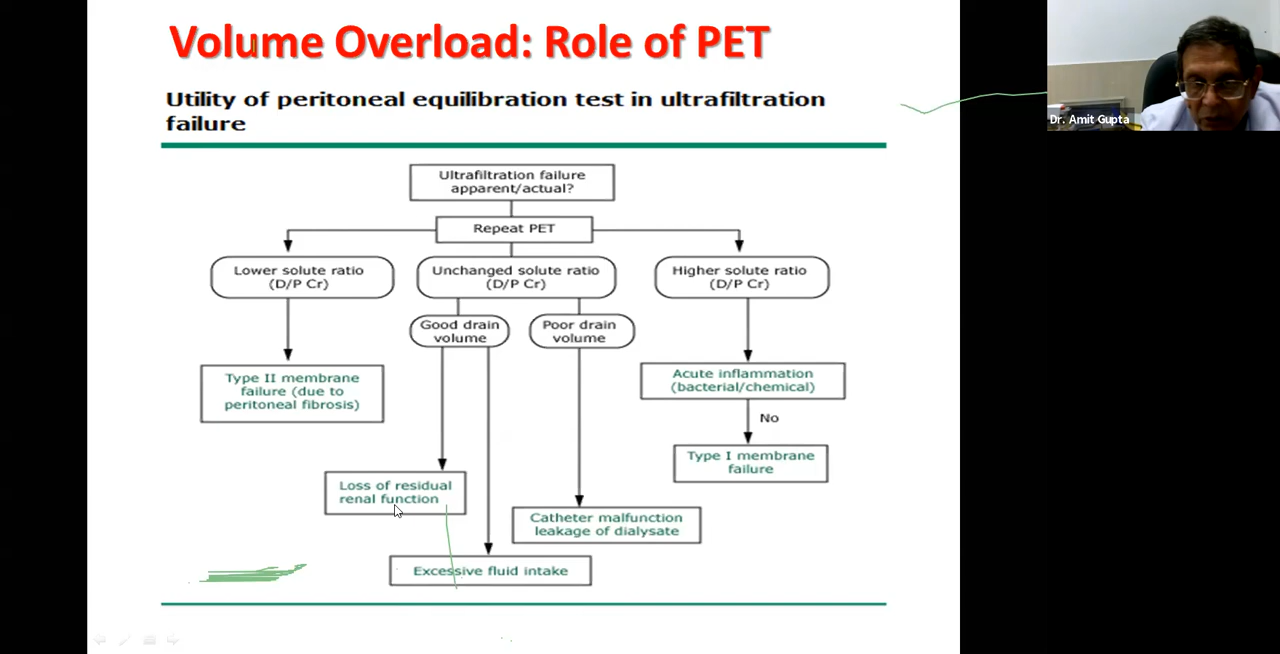 Volume Overload: Role of PET
Utility of peritoneal equilibration test in ultrafiltration
failure
Dr. Amit Gupta
Ultrafiltration failure
apparent/actual?
Repeat PET
Lower solute ratio
(D/P Cr)
Unchanged solute ratio
(D/P Cr)
Higher solute ratio
(D/P Cr)
Good drain
volume
Poor drain
volume
Type II membrane
failure (due to
peritoneal fibrosis)
Acute inflammation
(bacterial/chemical)
No
Type I membrane
failure
Loss of residual
renal function
Catheter malfunction
leakage of dialysate
Excessive fluid intake